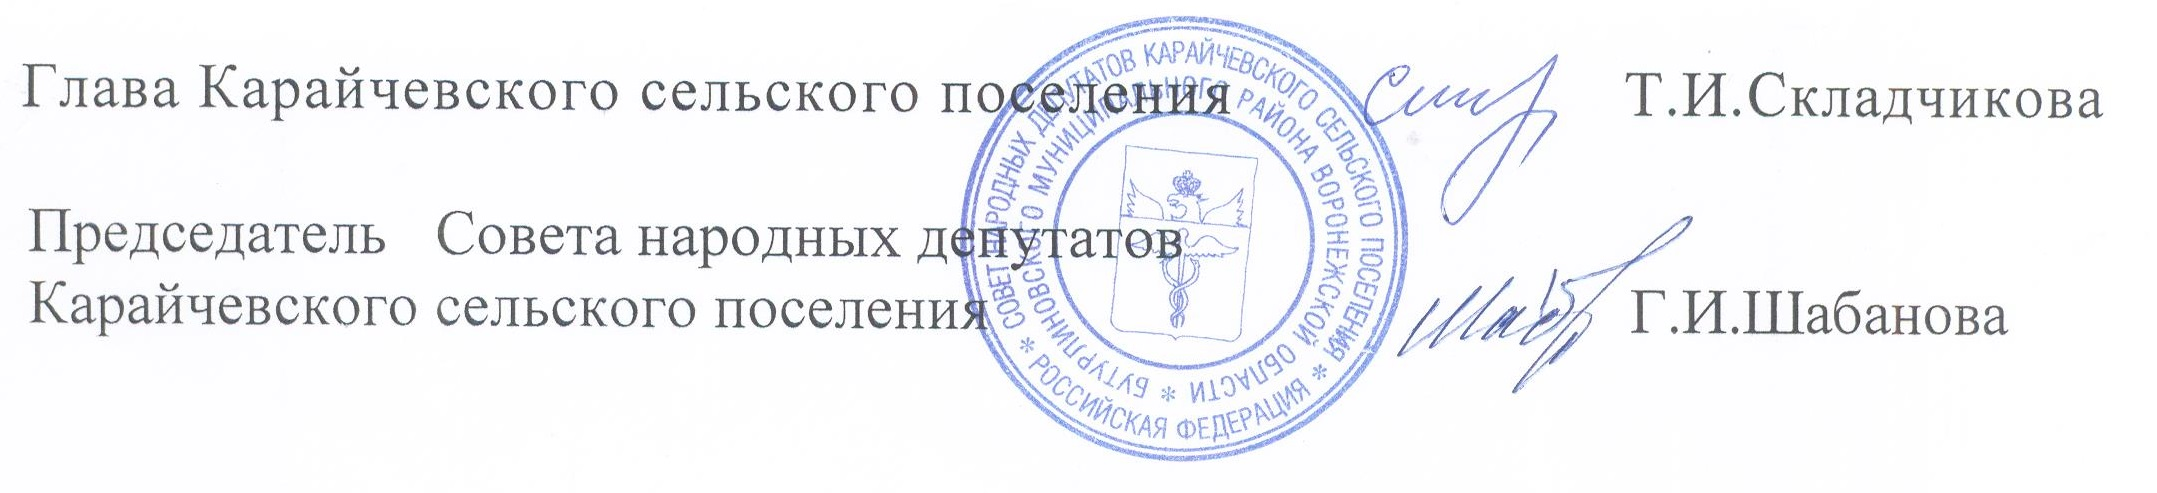 Глава Карайчевского сельского поселения Т.И.Складчикова
Председатель Совета народных депутатов
Карайчевского сельского поселения Г.И.Шабанова
СОВЕТ НАРОДНЫХ ДЕПУТАТОВ КАРАЙЧЕВСКОГО СЕЛЬСКОГО ПОСЕЛЕНИЯ
* РОССИЙСКАЯ ФЕДЕРАЦИЯ *
БУТУРЛИНОВСКОГО МУНИЦИПАЛЬНОГО РАЙОНА ВОРОНЕЖСКОЙ ОБЛАСТИ *